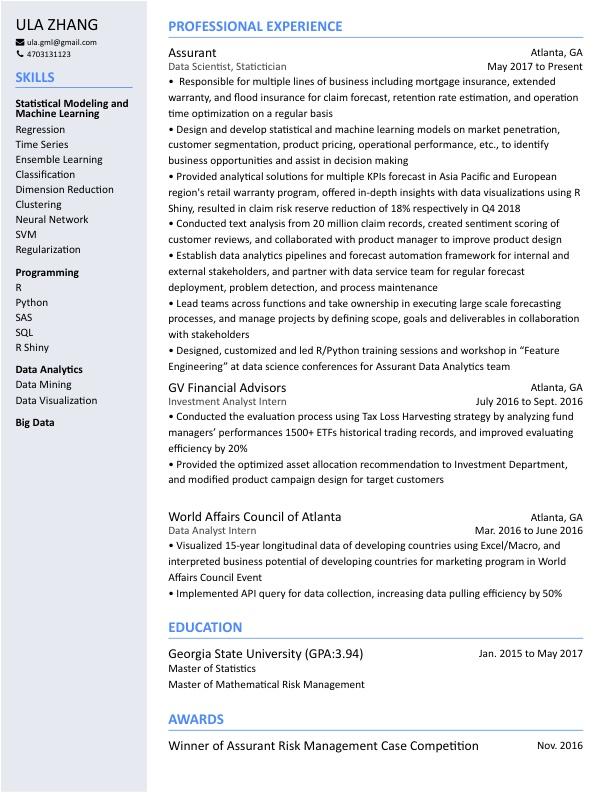 ULA ZHANG
ula.gml@gmail.com
4703131123
SKILLS
Statistical Modeling and
Machine Learning
Regression
Time Series
Ensemble Learning
Classification
Dimension Reduction
Clustering
Neural Network
SVM
Regularization
Programming
R
Python
SAS
SQL
R Shiny
Data Analytics
Data Mining
Data Visualization
Big Data
PROFESSIONAL EXPERIENCE
Assurant Atlanta, GA
Data Scientist, Statictician May 2017 to Present
• Responsible for multiple lines of business including mortgage insurance, extended
warranty, and flood insurance for claim forecast, retention rate estimation, and operation
time optimization on a regular basis
• Design and develop statistical and machine learning models on market penetration,
customer segmentation, product pricing, operational performance, etc., to identify
business opportunities and assist in decision making
• Provided analytical solutions for multiple KPIs forecast in Asia Pacific and European
region's retail warranty program, offered in-depth insights with data visualizations using R
Shiny, resulted in claim risk reserve reduction of 18% respectively in Q4 2018
• Conducted text analysis from 20 million claim records, created sentiment scoring of
customer reviews, and collaborated with product manager to improve product design
• Establish data analytics pipelines and forecast automation framework for internal and
external stakeholders, and partner with data service team for regular forecast
deployment, problem detection, and process maintenance
• Lead teams across functions and take ownership in executing large scale forecasting
processes, and manage projects by defining scope, goals and deliverables in collaboration
with stakeholders
• Designed, customized and led R/Python training sessions and workshop in “Feature
Engineering” at data science conferences for Assurant Data Analytics team
GV Financial Advisors Atlanta, GA
Investment Analyst Intern July 2016 to Sept. 2016
• Conducted the evaluation process using Tax Loss Harvesting strategy by analyzing fund
managers’ performances 1500+ ETFs historical trading records, and improved evaluating
efficiency by 20%
• Provided the optimized asset allocation recommendation to Investment Department,
and modified product campaign design for target customers
World Affairs Council of Atlanta Atlanta, GA
Data Analyst Intern Mar. 2016 to June 2016
• Visualized 15-year longitudinal data of developing countries using Excel/Macro, and
interpreted business potential of developing countries for marketing program in World
Affairs Council Event
• Implemented API query for data collection, increasing data pulling efficiency by 50%
EDUCATION
Georgia State University (GPA:3.94) Jan. 2015 to May 2017
Master of Statistics
Master of Mathematical Risk Management
AWARDS
Winner of Assurant Risk Management Case Competition Nov. 2016